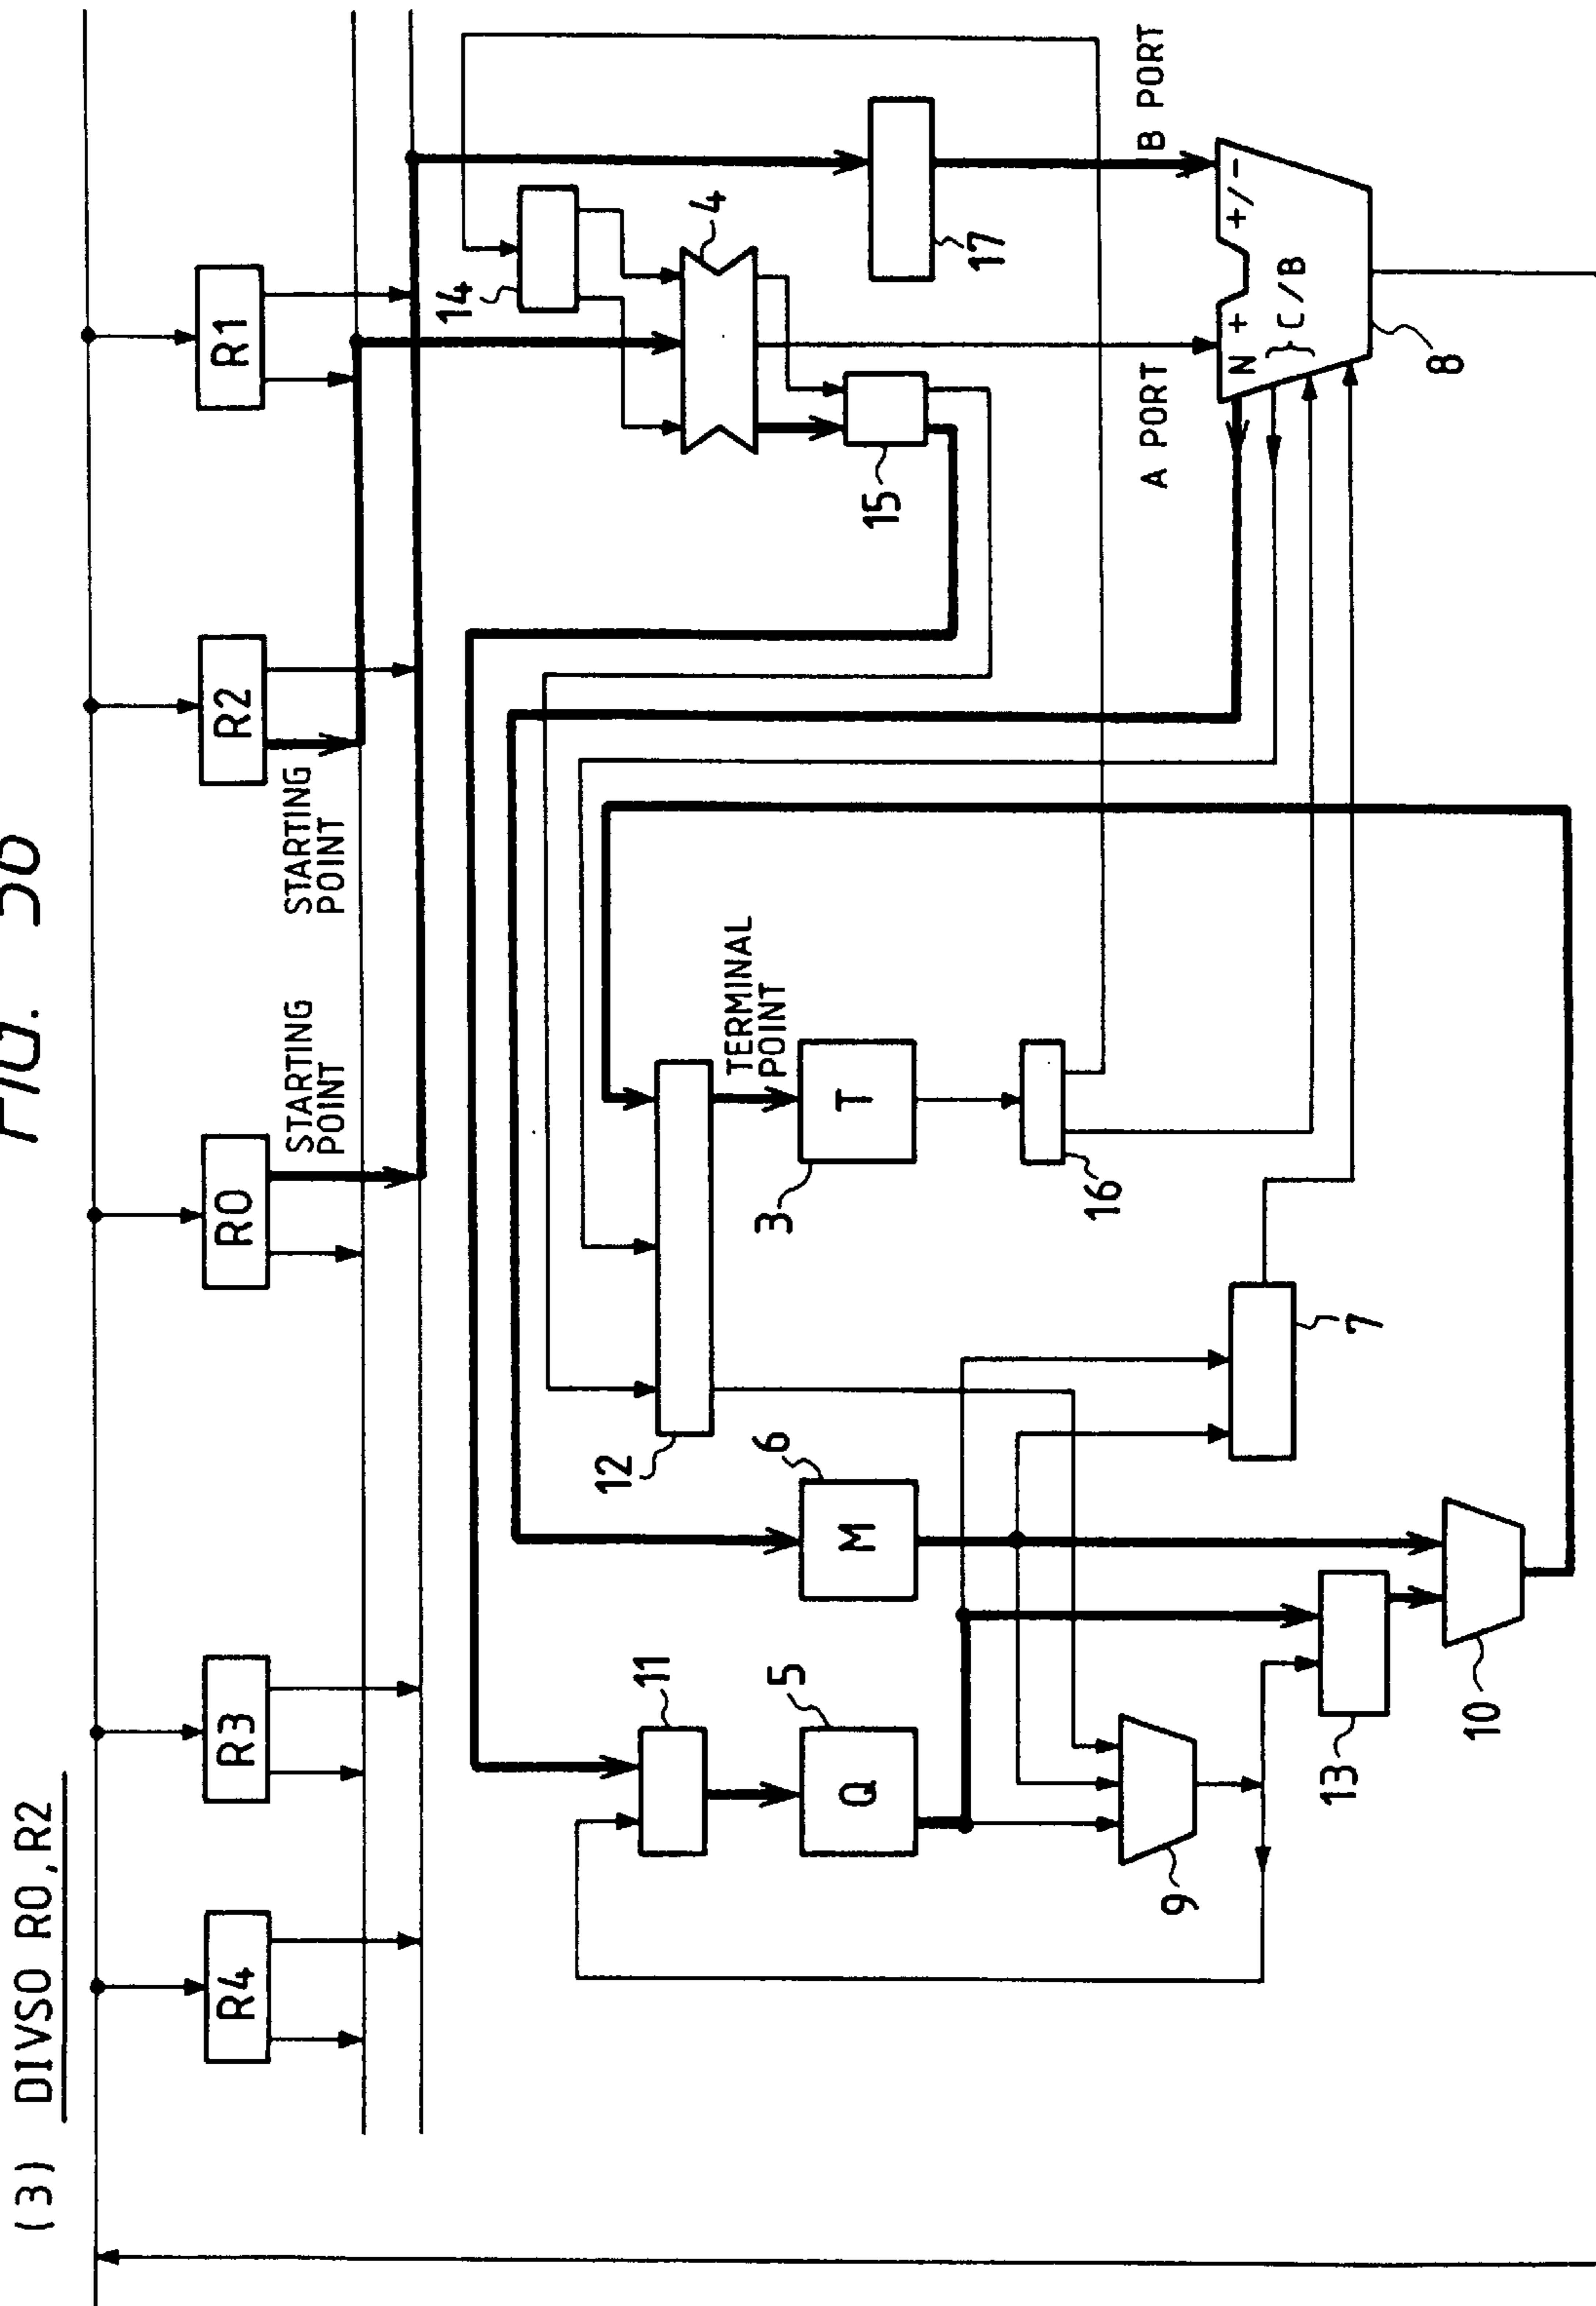 FIG.
(3) DIVSO R0,R2
R4
R3
R0
R2
R1
STARTING
POINT
STARTING
POINT
14
11
12
4
TERMINAL
POINT
5
6
3
Q
M
T
15
17
9
16
A PORT
B PORT
N
+
+/-
} C/B
13
7
8
10